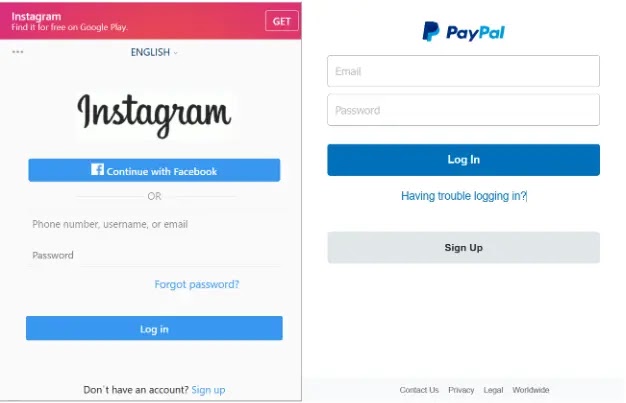 Instagram
Find it for free on Google Play.
GET
ENGLISH
Instagram
Continue with Facebook
OR
Phone number, username, or email
Password
Forgot password?
Log in
Don´t have an account? Sign up
PayPal
Email
Password
Log In
Having trouble logging in?
Sign Up
Contact Us Privacy Legal Worldwide